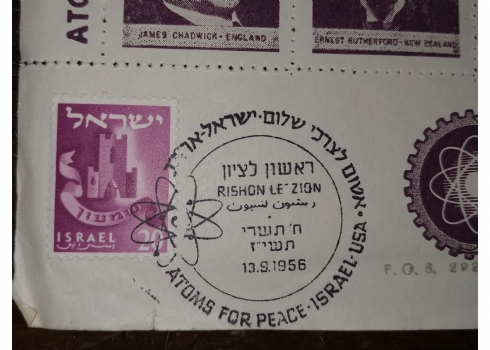 ATO
JAMES CHADWICK - ENGLAND
ERNEST RUTHERFORD - NEW ZEALAND
ישראל
שמעון
ISRAEL
20
אטום לצרכי שלום·ישראל-
ראשון לציון
RISHON LE ZION
ח' תשרי
תשי"ז
13.9.1956
ATOMS FOR PEACE·ISRAEL-USA
P.O.B.